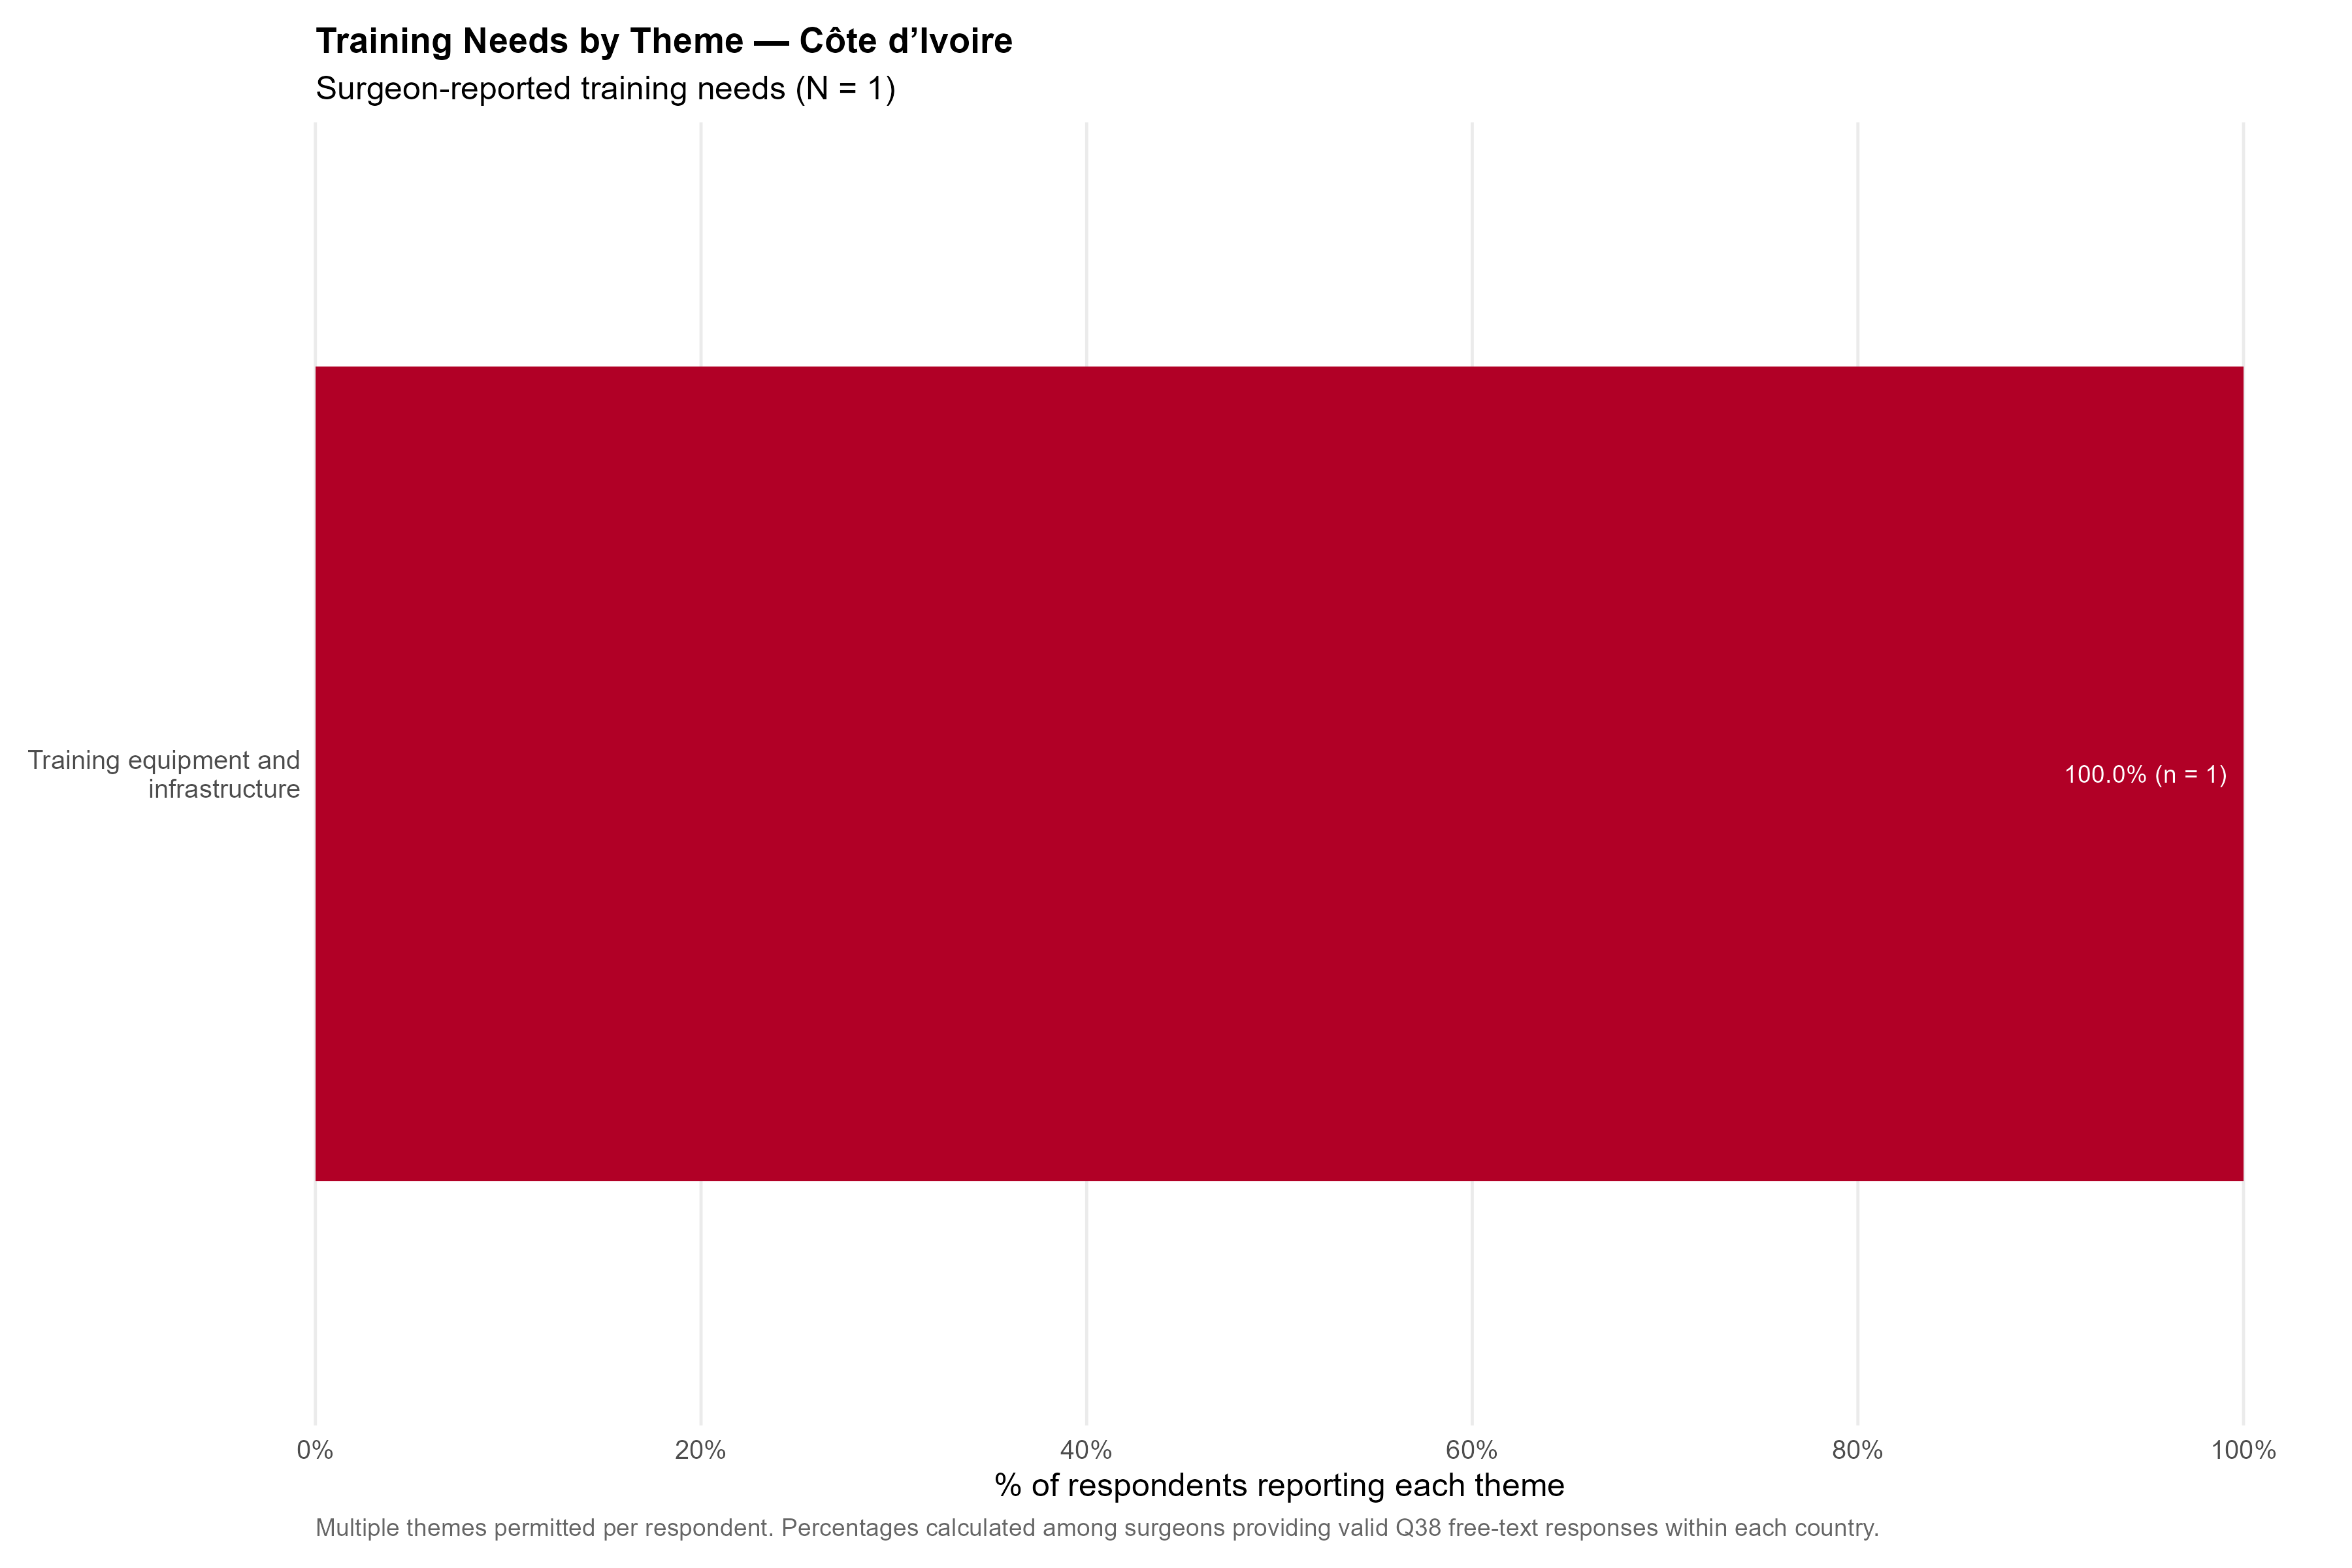 Training Needs by Theme — Côte d’Ivoire
Surgeon-reported training needs (N = 1)
Training equipment and
infrastructure
100.0% (n = 1)
0%
20%
40%
60%
80%
100%
% of respondents reporting each theme
Multiple themes permitted per respondent. Percentages calculated among surgeons providing valid Q38 free-text responses within each country.